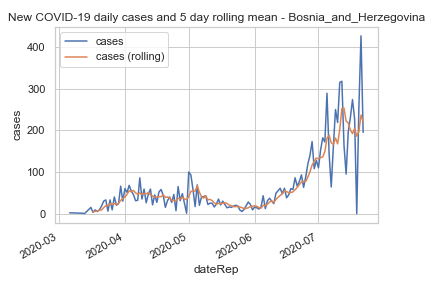 New COVID-19 daily cases and 5 day rolling mean - Bosnia_and_Herzegovina
cases
cases (rolling)
400
300
200
100
0
cases
2020-03
2020-04
2020-05
2020-06
2020-07
dateRep